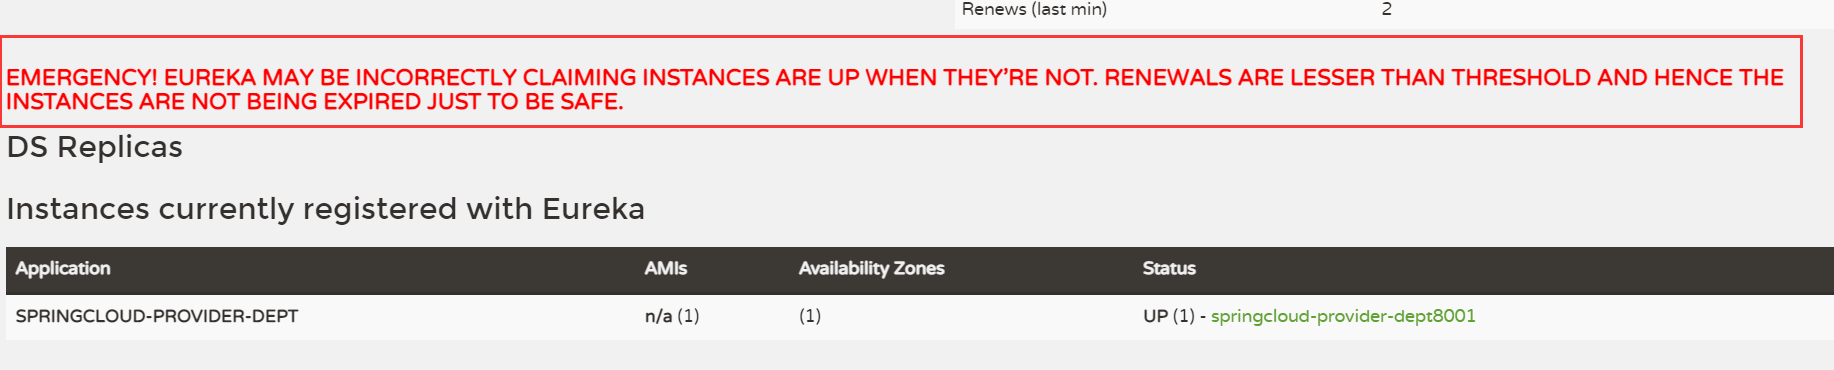 Renews (last min) 2
EMERGENCY! EUREKA MAY BE INCORRECTLY CLAIMING INSTANCES ARE UP WHEN THEY'RE NOT. RENEWALS ARE LESSER THAN THRESHOLD AND HENCE THE
INSTANCES ARE NOT BEING EXPIRED JUST TO BE SAFE.
DS Replicas
Instances currently registered with Eureka
Application AMIs Availability Zones Status
SPRINGCLOUD-PROVIDER-DEPT n/a (1) (1) UP (1) - springcloud-provider-dept8001